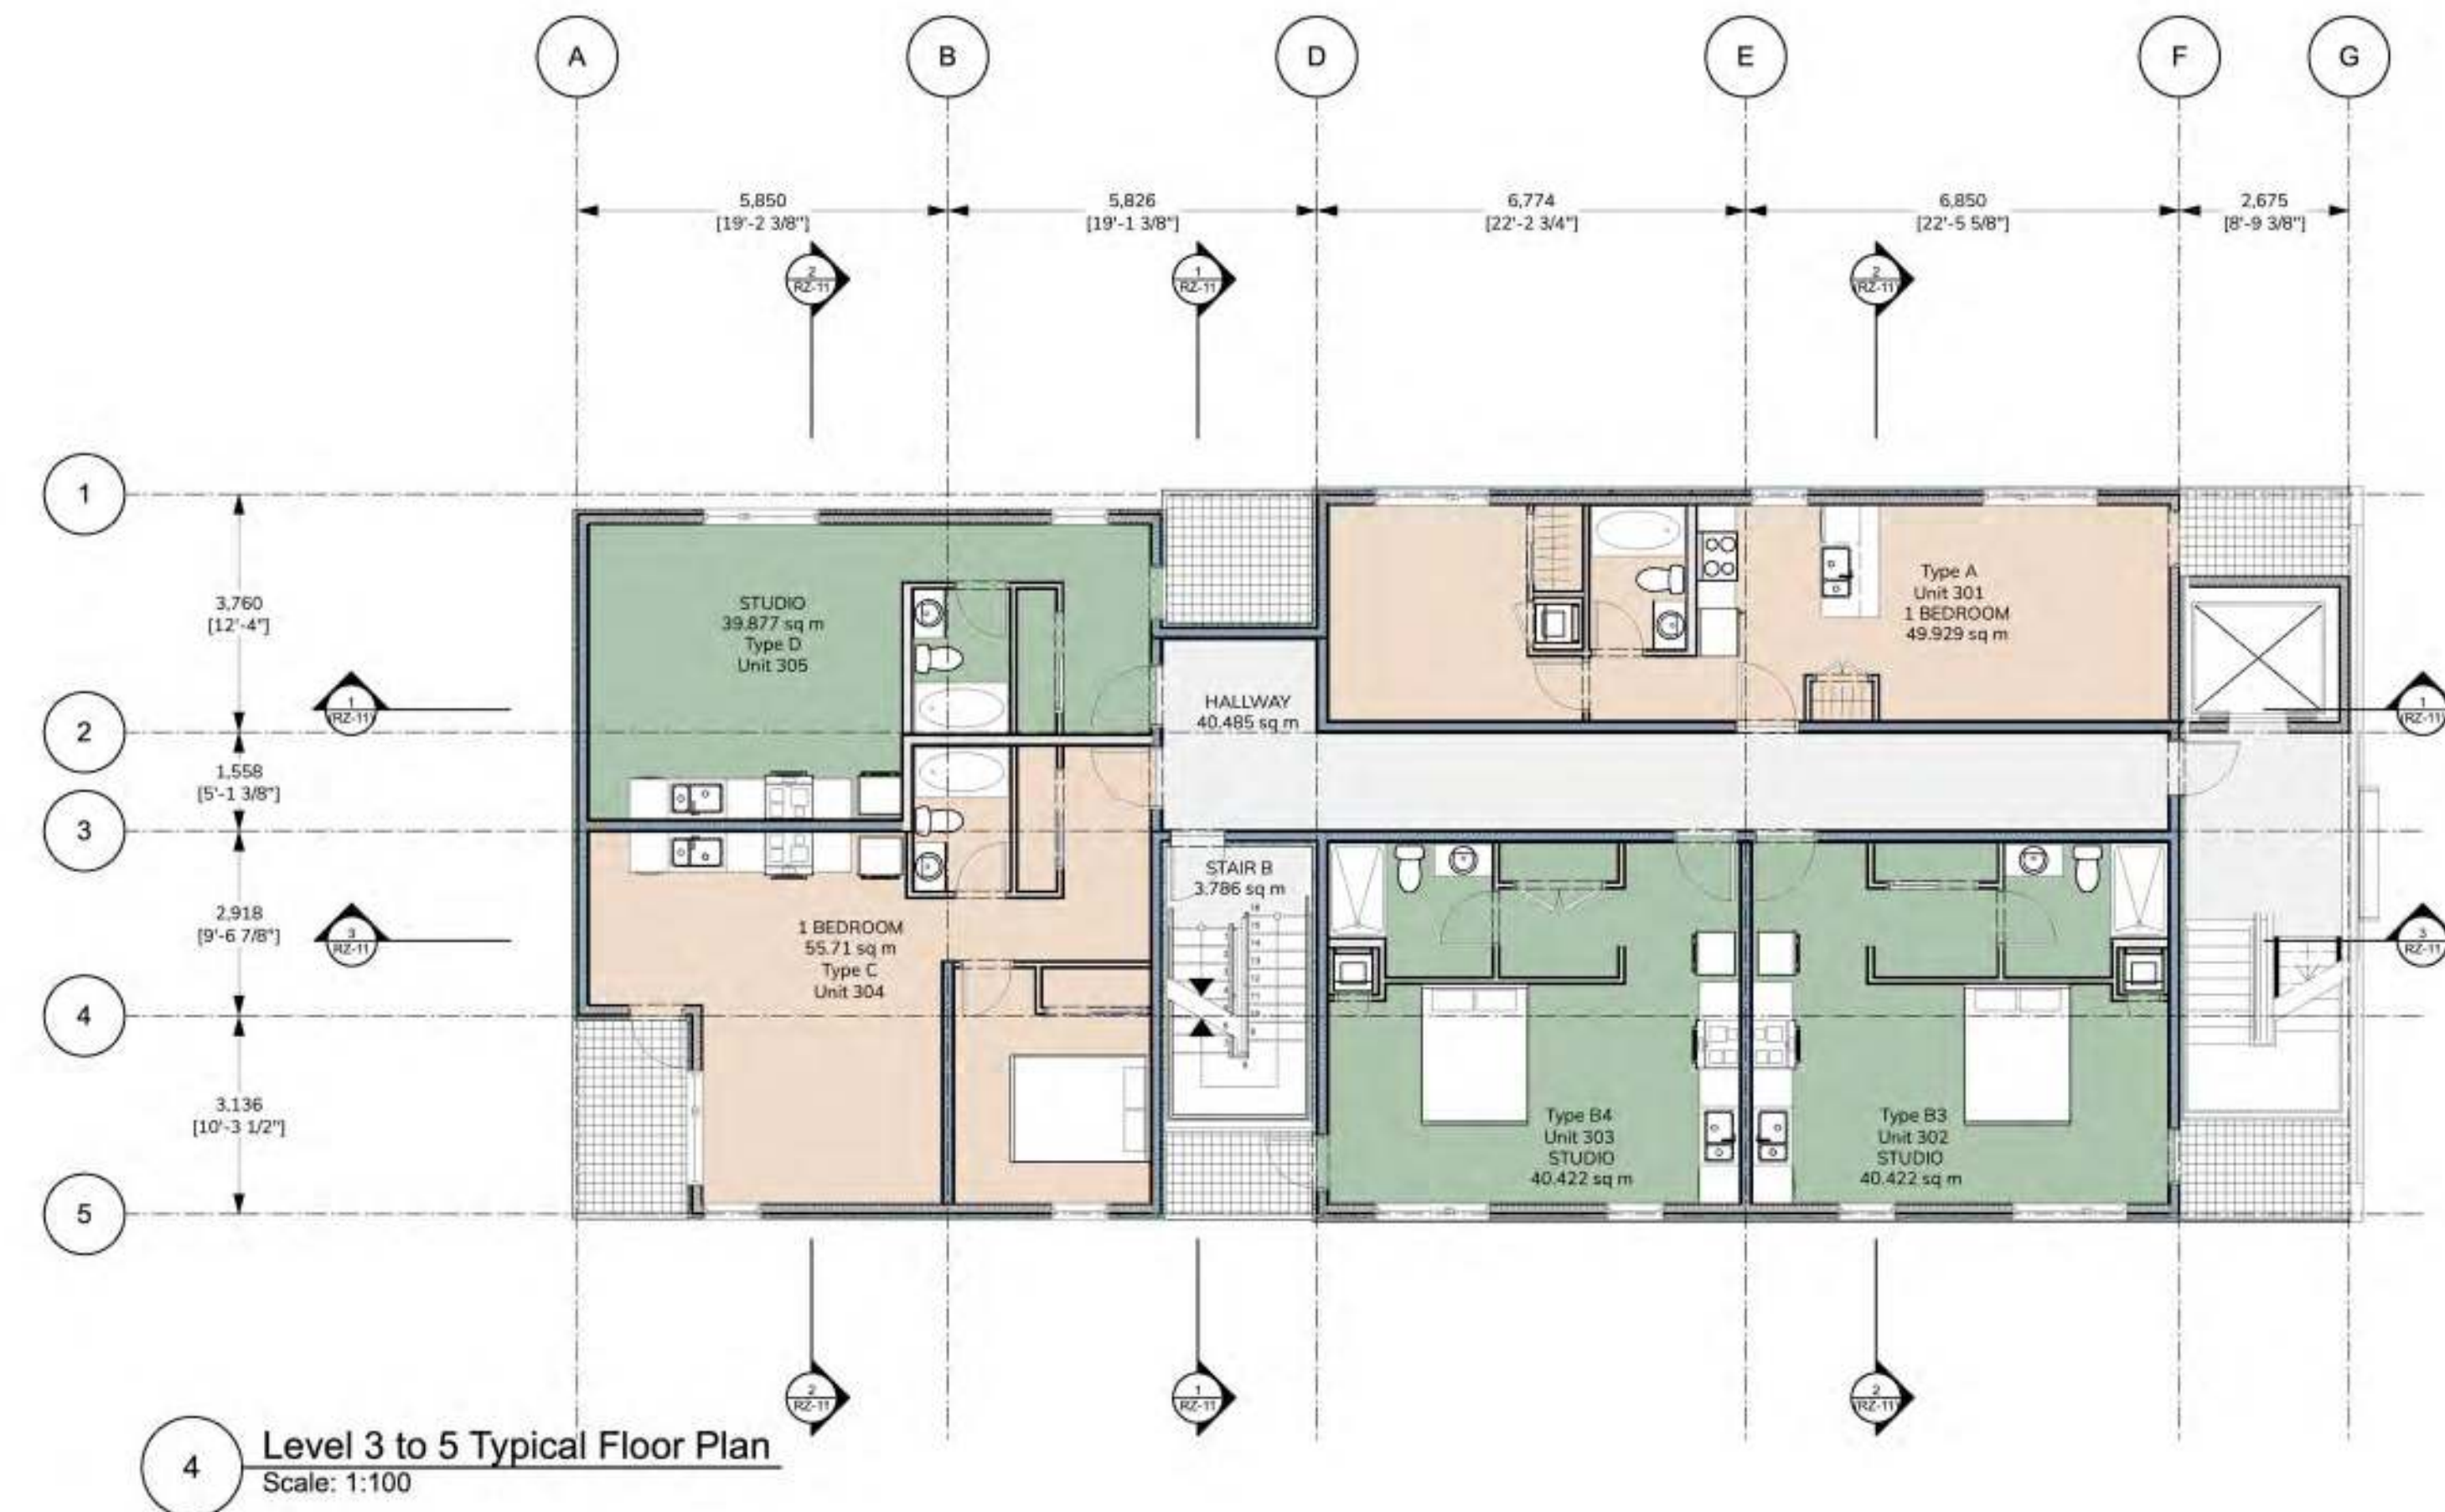 A
B
D
E
F
G
5,850
[19'-2 3/8"]
5,826
[19'-1 3/8"]
6,774
[22'-2 3/4"]
6,850
[22'-5 5/8"]
2,675
[8'-9 3/8"]
2
RZ-11
1
RZ-11
2
RZ-11
1
3,760
[12'-4"]
STUDIO
39.877 sq m
Type D
Unit 305
Type A
Unit 301
1 BEDROOM
49.929 sq m
1
RZ-11
HALLWAY
40.485 sq m
1
RZ-11
2
1,558
[5'-1 3/8"]
3
2,918
[9'-6 7/8"]
STAIR B
3.786 sq m
1 BEDROOM
55.71 sq m
Type C
Unit 304
3
RZ-11
3
RZ-11
4
3,136
[10'-3 1/2"]
Type B4
Unit 303
STUDIO
40.422 sq m
Type B3
Unit 302
STUDIO
40.422 sq m
5
2
RZ-11
1
RZ-11
2
RZ-11
4
Level 3 to 5 Typical Floor Plan
Scale: 1:100